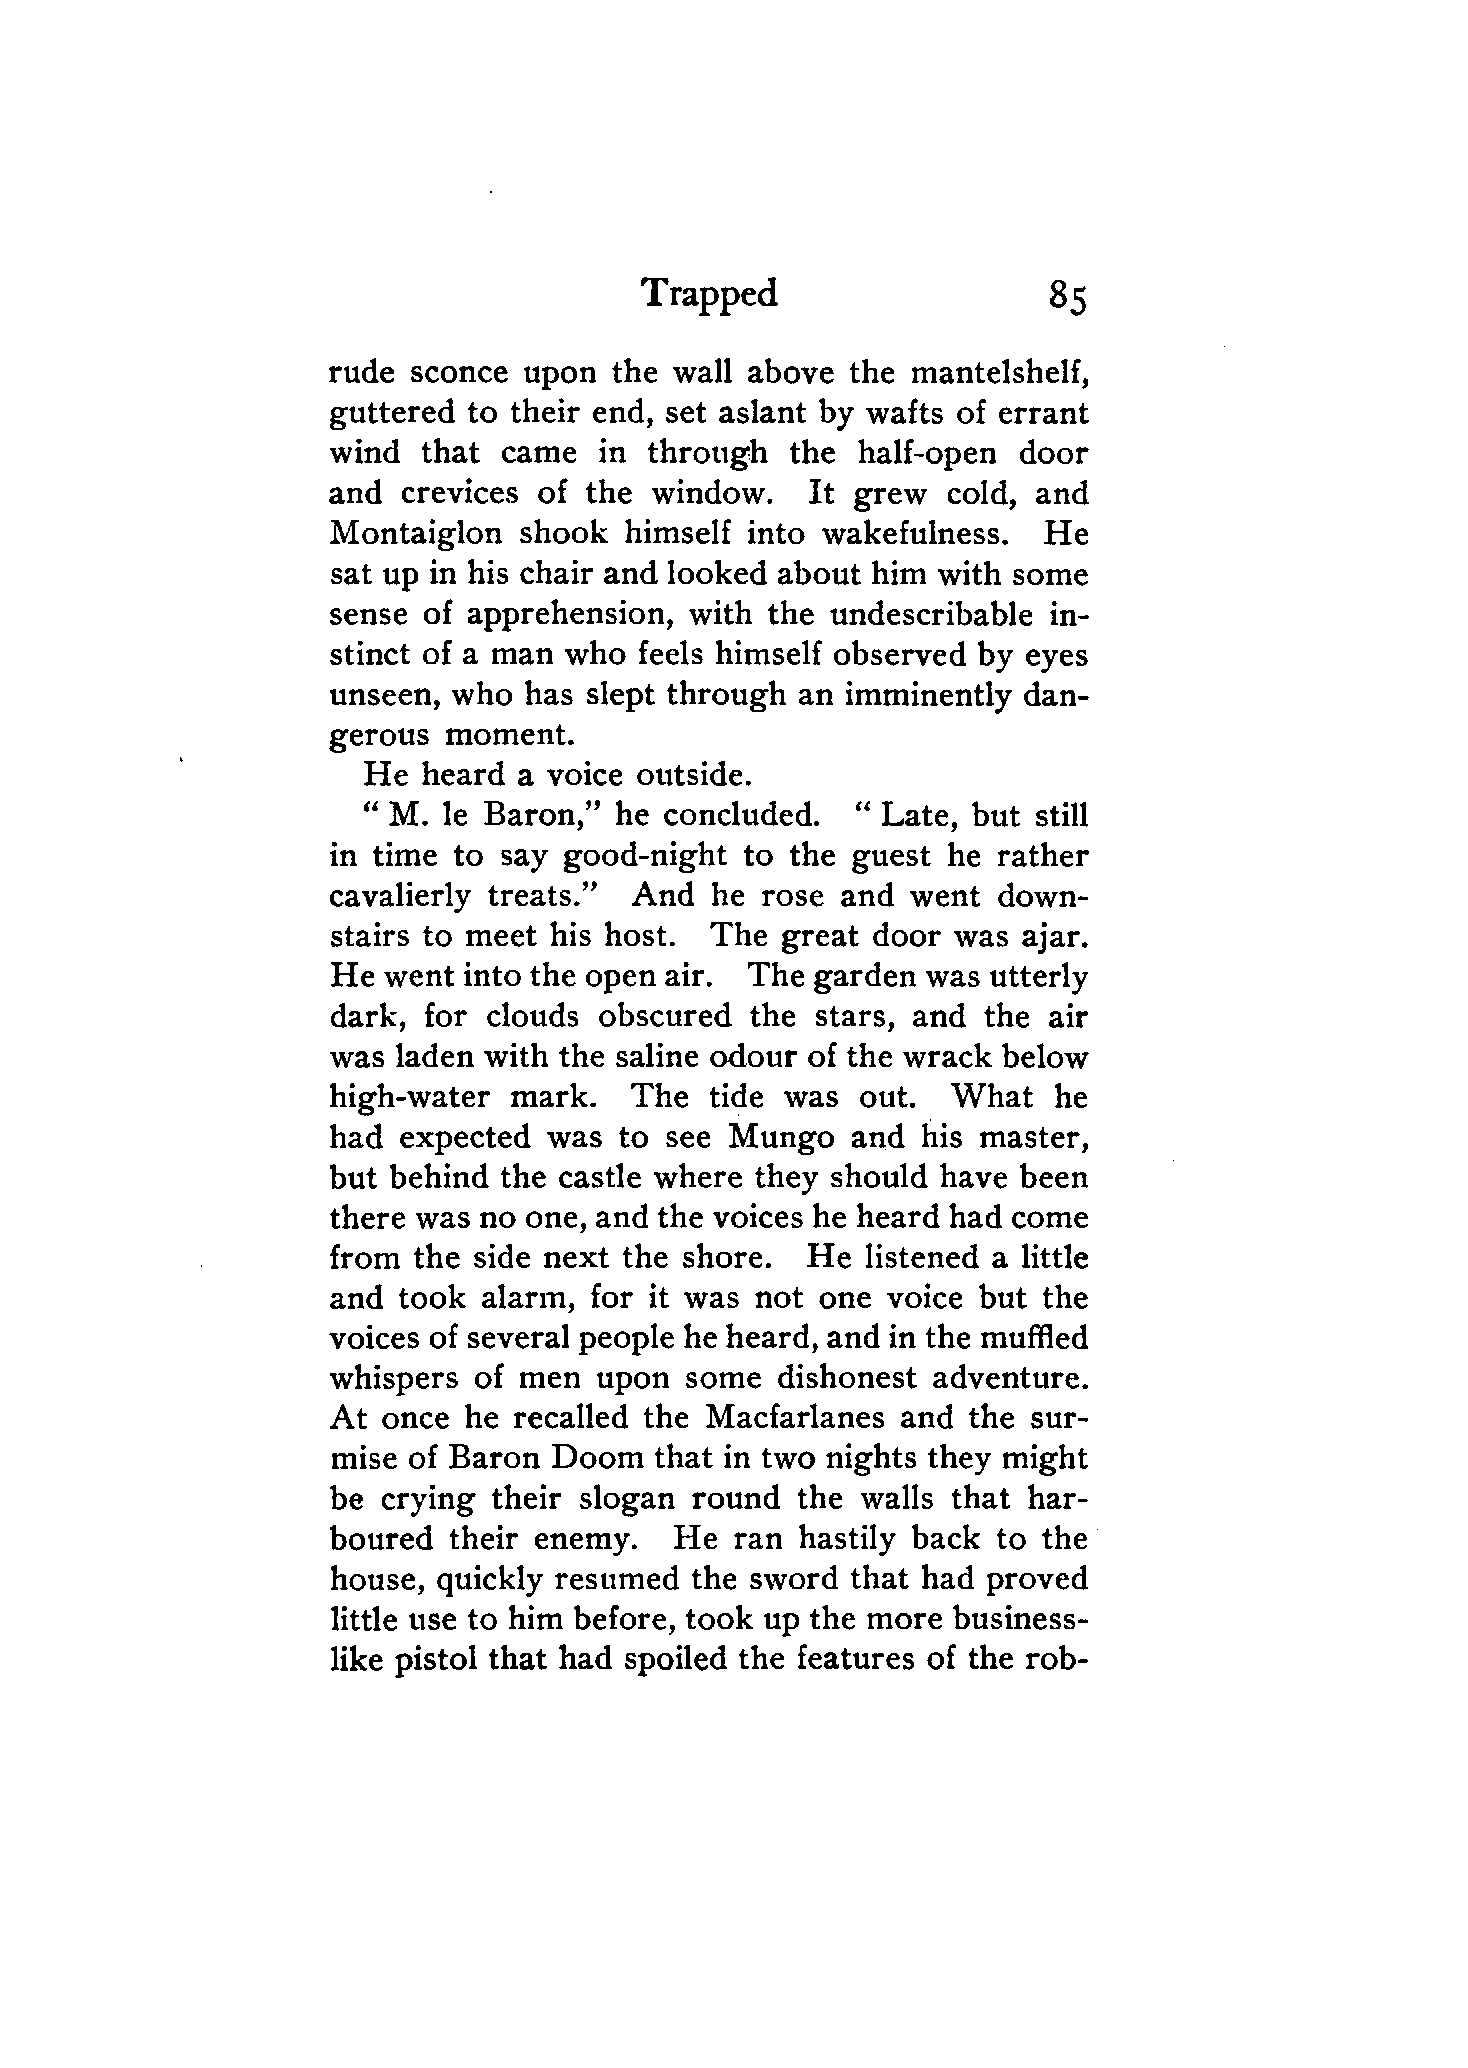 Trapped 85
rude sconce upon the wall above the mantelshelf,
guttered to their end, set aslant by wafts of errant
wind that came in through the half-open door
and crevices of the window. It grew cold, and
Montaiglon shook himself into wakefulness. He
sat up in his chair and looked about him with some
sense of apprehension, with the undescribable in-
stinct of a man who feels himself observed by eyes
unseen, who has slept through an imminently dan-
gerous moment.
He heard a voice outside.
“ M. le Baron,” he concluded. “ Late, but still
in time to say good-night to the guest he rather
cavalierly treats.” And he rose and went down-
stairs to meet his host. The great door was ajar.
He went into the open air. The garden was utterly
dark, for clouds obscured the stars, and the air
was laden with the saline odour of the wrack below
high-water mark. The tide was out. What he
had expected was to see Mungo and his master,
but behind the castle where they should have been
there was no one, and the voices he heard had come
from the side next the shore. He listened a little
and took alarm, for it was not one voice but the
voices of several people he heard, and in the muffled
whispers of men upon some dishonest adventure.
At once he recalled the Macfarlanes and the sur-
mise of Baron Doom that in two nights they might
be crying their slogan round the walls that har-
boured their enemy. He ran hastily back to the
house, quickly resumed the sword that had proved
little use to him before, took up the more business-
like pistol that had spoiled the features of the rob-